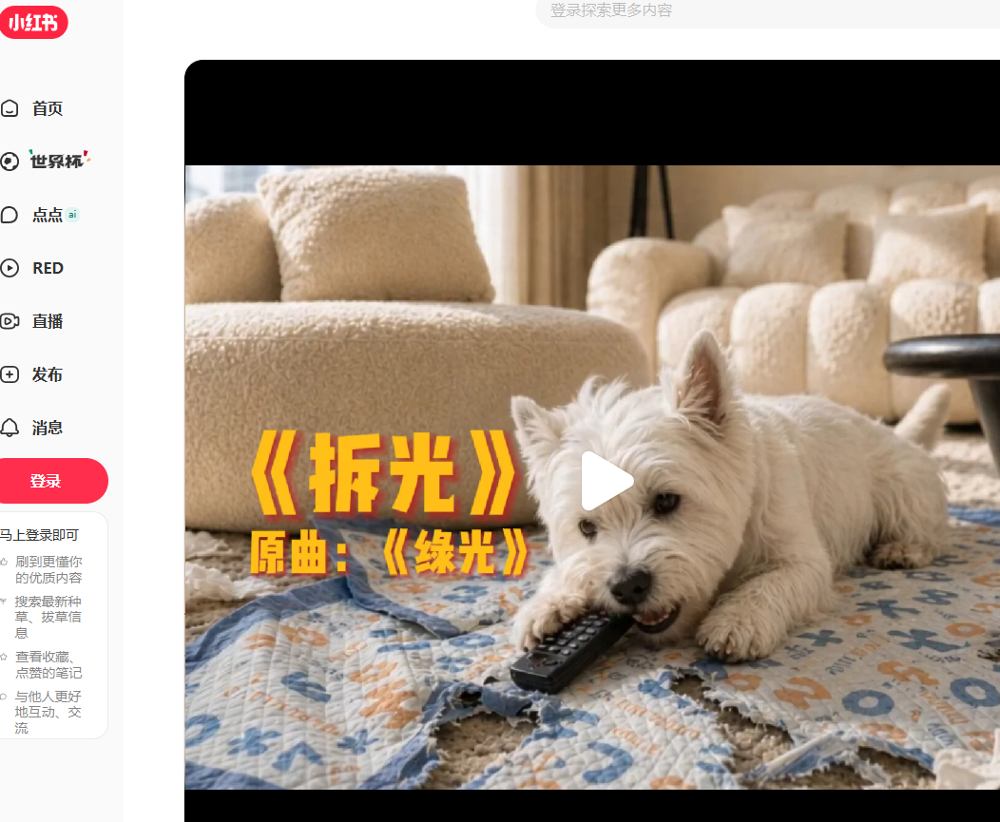 小红书
登录探索更多内容
首页
世界杯
点点 ai
RED
直播
发布
消息
登录
马上登录即可
刷到更懂你
的优质内容
搜索最新种
草、拔草信
息
查看收藏、
点赞的笔记
与他人更好
地互动、交
流
《拆光》
原曲：《绿光》